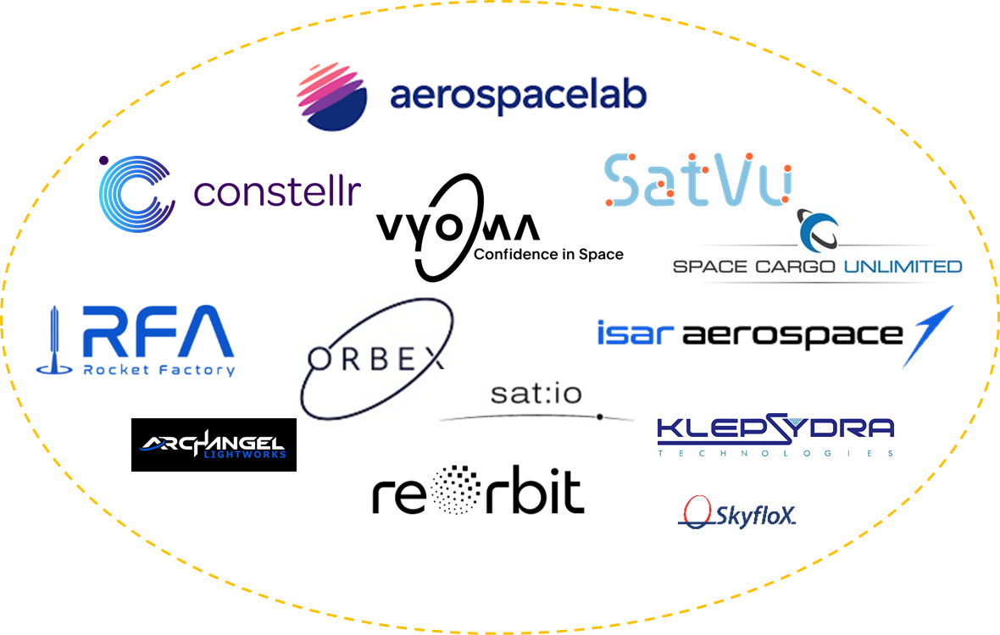 aerospacelab
constellr
SatVu
VYOMA
Confidence in Space
SPACE CARGO UNLIMITED
RFA
Rocket Factory
ORBEX
isar aerospace
sat:io
ARCHANGEL
LIGHTWORKS
KLEPSYDRA
TECHNOLOGIES
reOrbit
SkyfloX